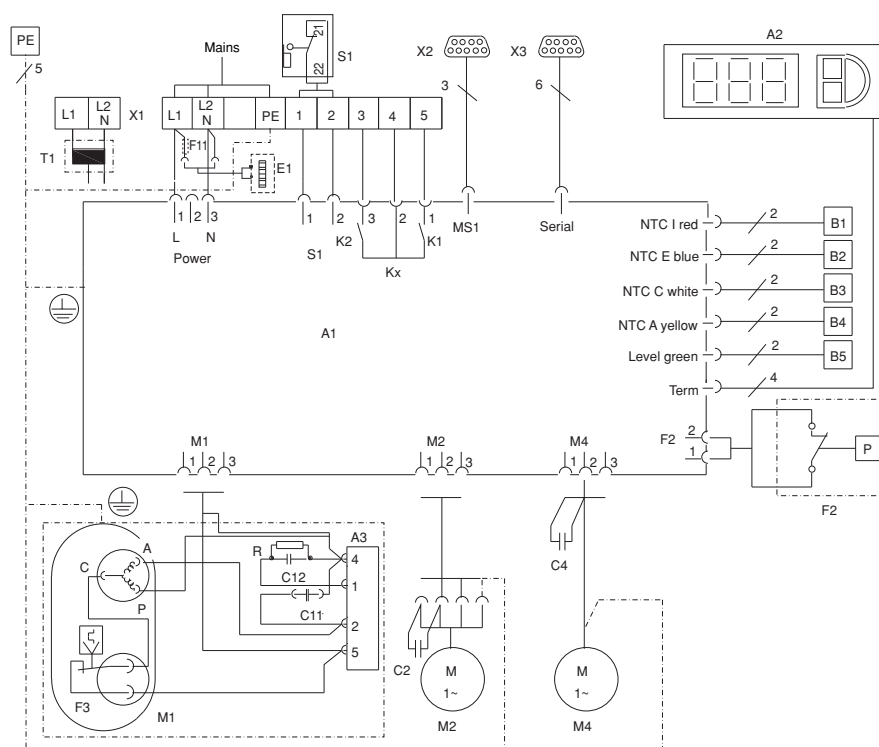 PE
5
Mains
21
22
S1
X2
X3
A2
3
6
L1
L2
N
X1
L1
L2
N
PE
1
2
3
4
5
T1
F11
E1
1
2
3
1
2
3
2
1
MS1
Serial
L
N
Power
S1
K2
K1
Kx
NTC I red
2
B1
NTC E blue
2
B2
NTC C white
2
B3
NTC A yellow
2
B4
Level green
2
B5
Term
4
A1
M1
1
2
3
M2
1
2
3
M4
1
2
3
F2
2
1
P
F2
A3
A
C
P
R
C12
C11
4
1
2
5
F3
M1
C2
M
1~
M2
C4
M
1~
M4